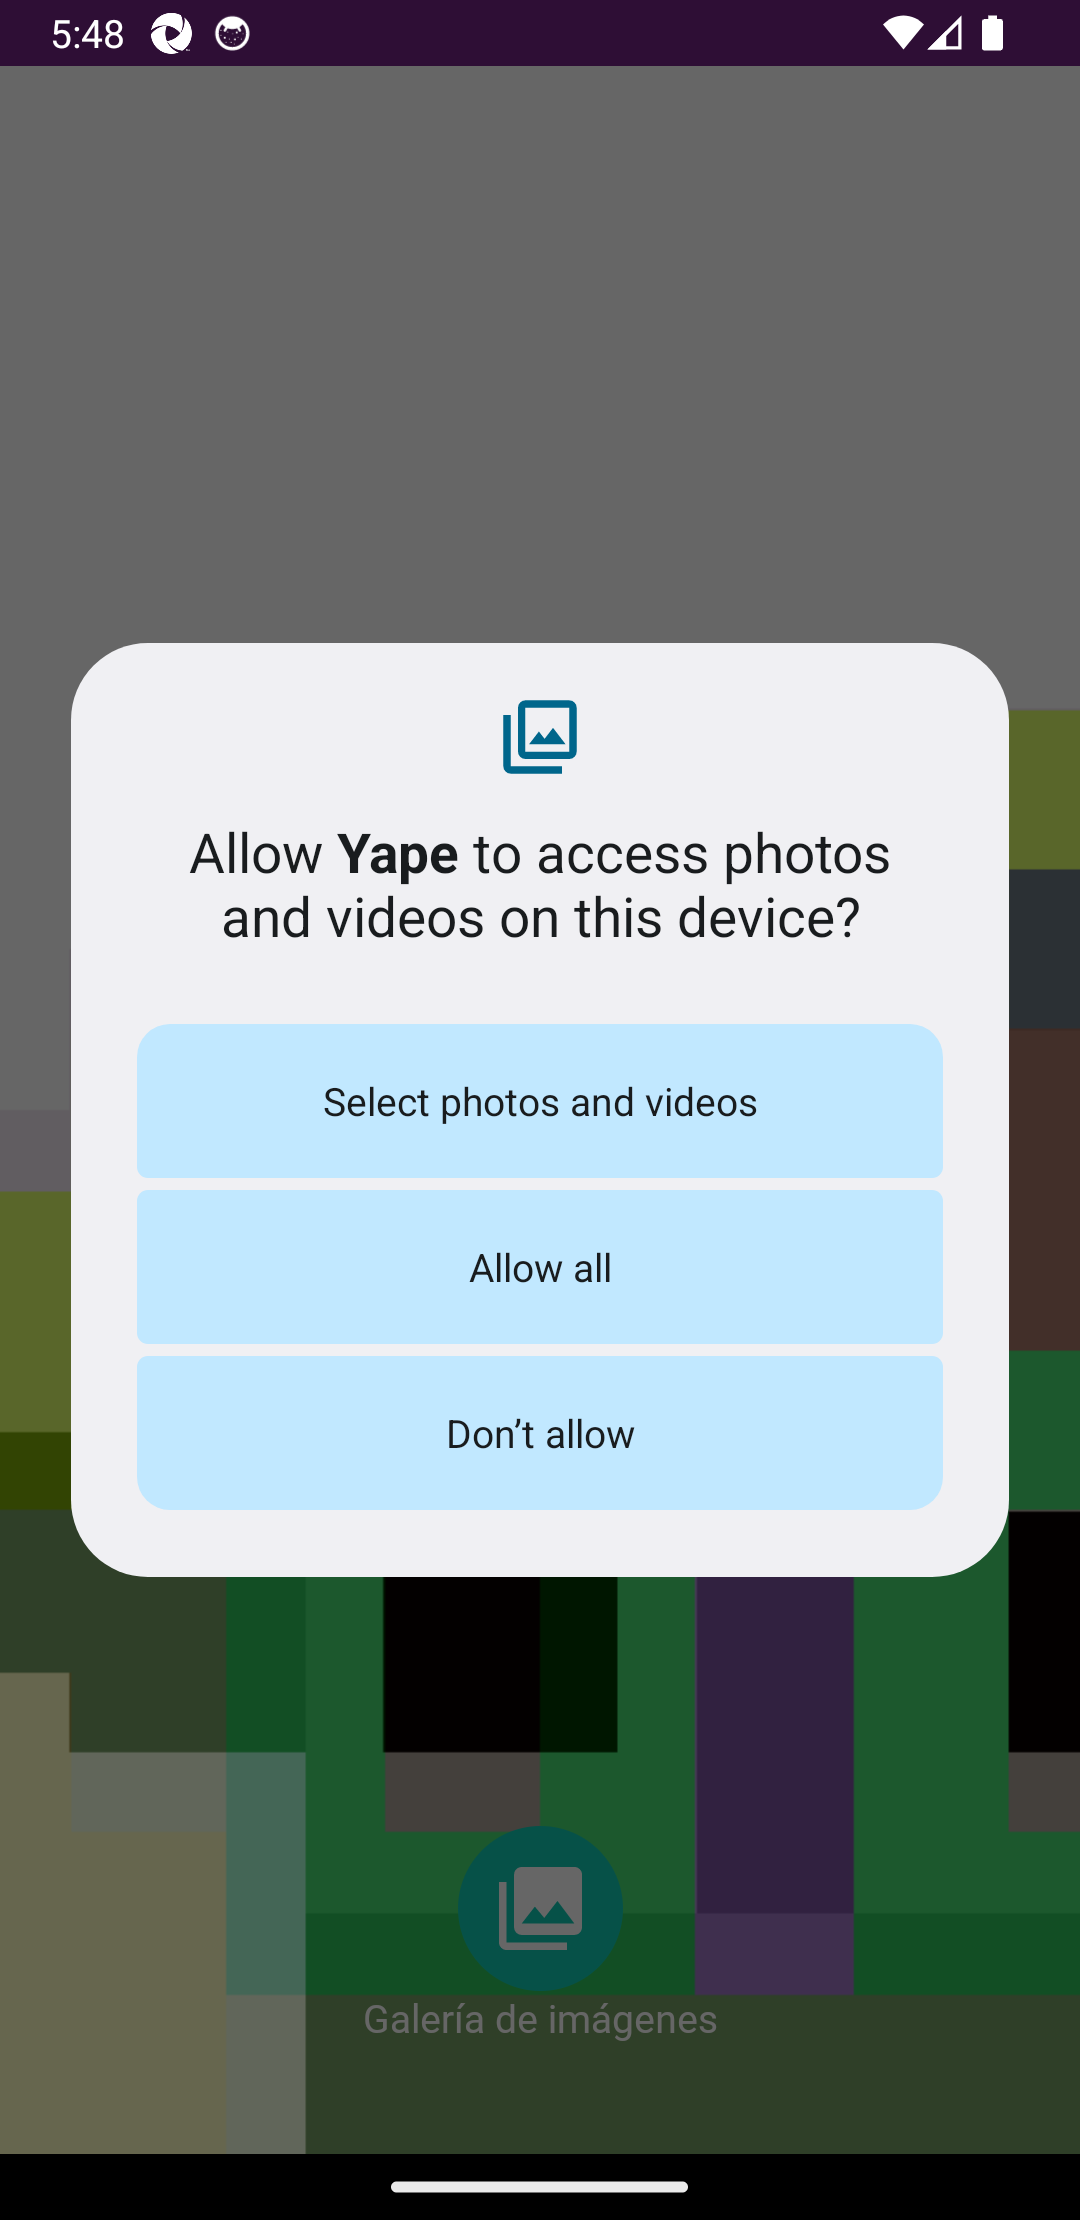 5:48
Allow Yape to access photos
and videos on this device?
Select photos and videos
Allow all
Don’t allow
Galería de imágenes